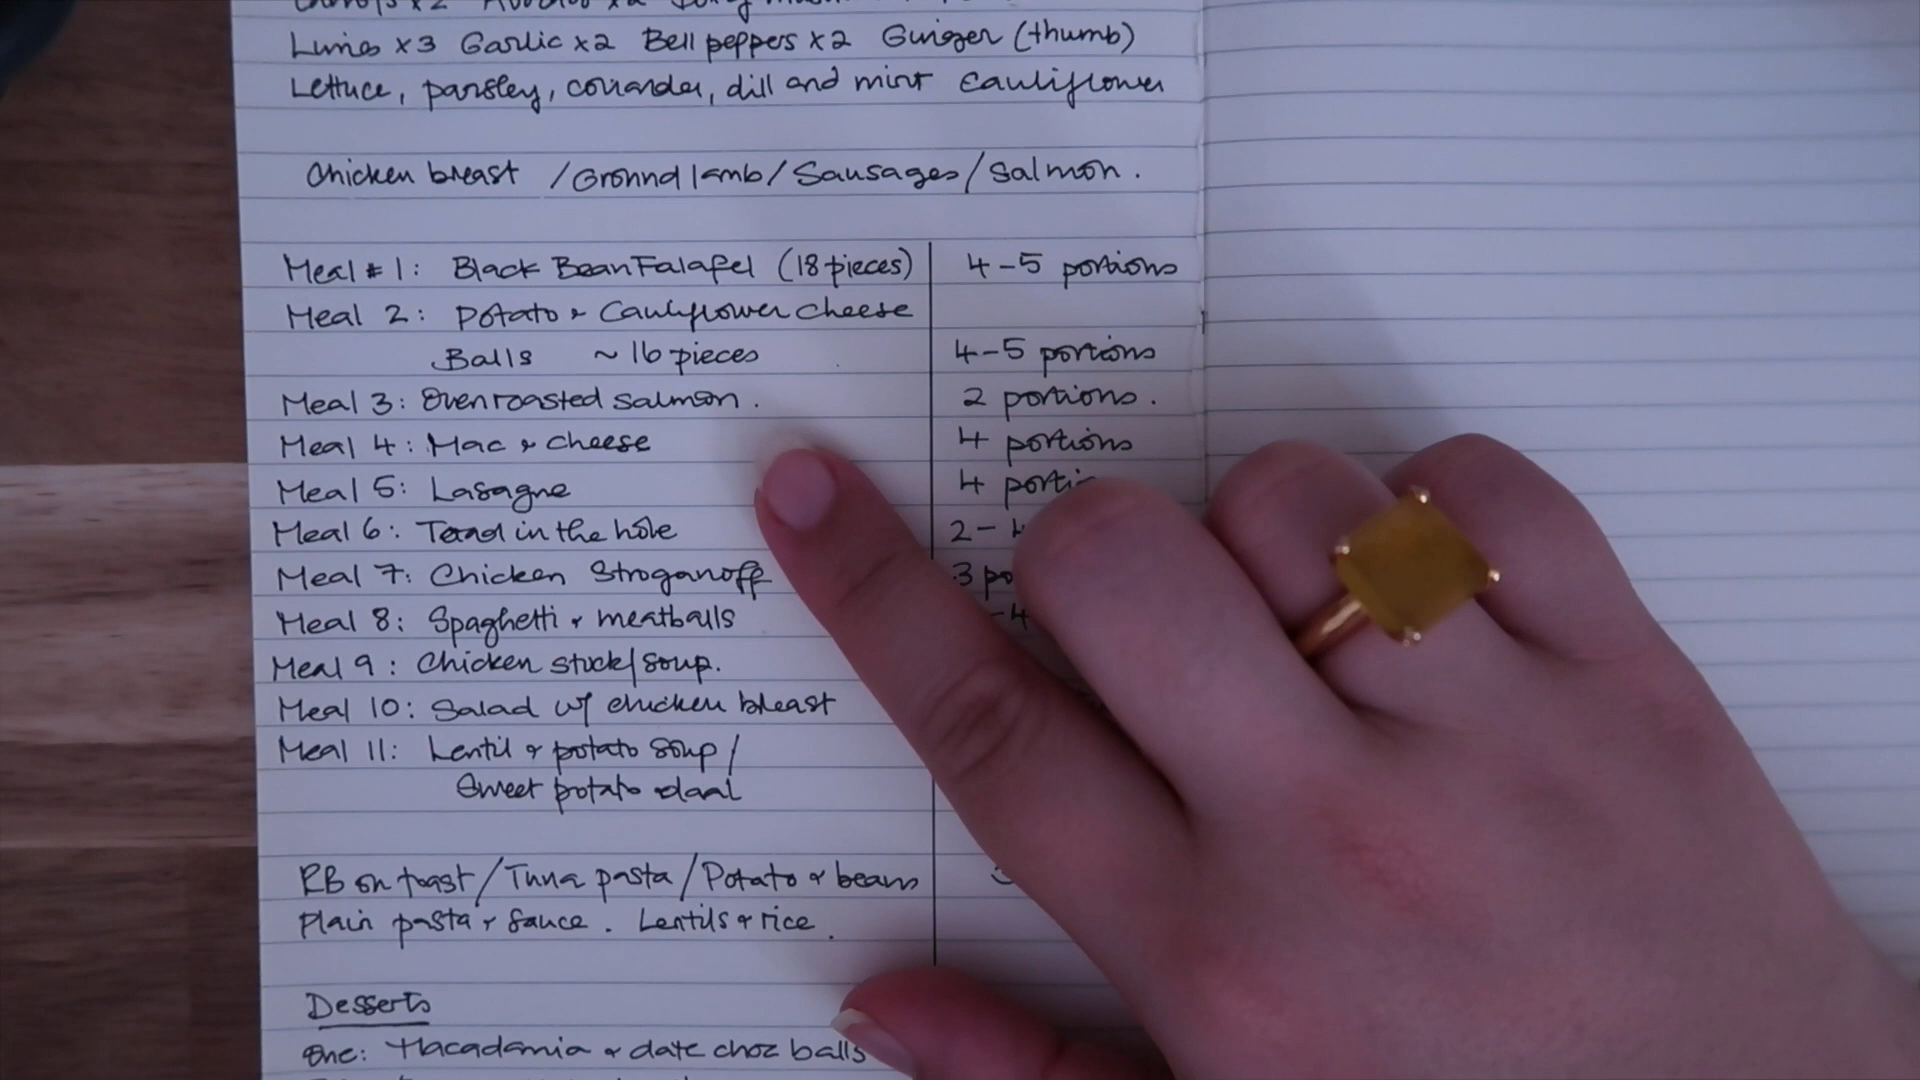 Limes x3 Garlic x2 Bell peppers x2 Ginger (thumb)
Lettuce, parsley, coriander, dill and mint Cauliflower
Chicken breast / Ground lamb / Sausages / Salmon.
Meal #1: Black Bean Falafel (18 pieces) 4-5 portions
Meal 2: Potato & Cauliflower cheese
Balls ~16 pieces 4-5 portions
Meal 3: Oven roasted salmon. 2 portions.
Meal 4: Mac & cheese 4 portions
Meal 5: Lasagne 4 porti
Meal 6: Toad in the hole 2-
Meal 7: Chicken Stroganoff 3 po
Meal 8: Spaghetti & meatballs -4
Meal 9: Chicken stock/soup.
Meal 10: Salad w/ chicken breast
Meal 11: Lentil & potato soup/
Sweet potato daal
RB on toast / Tuna pasta / Potato & beans
Plain pasta & sauce. Lentils & rice.
Desserts
One: Macadamia & date choc balls